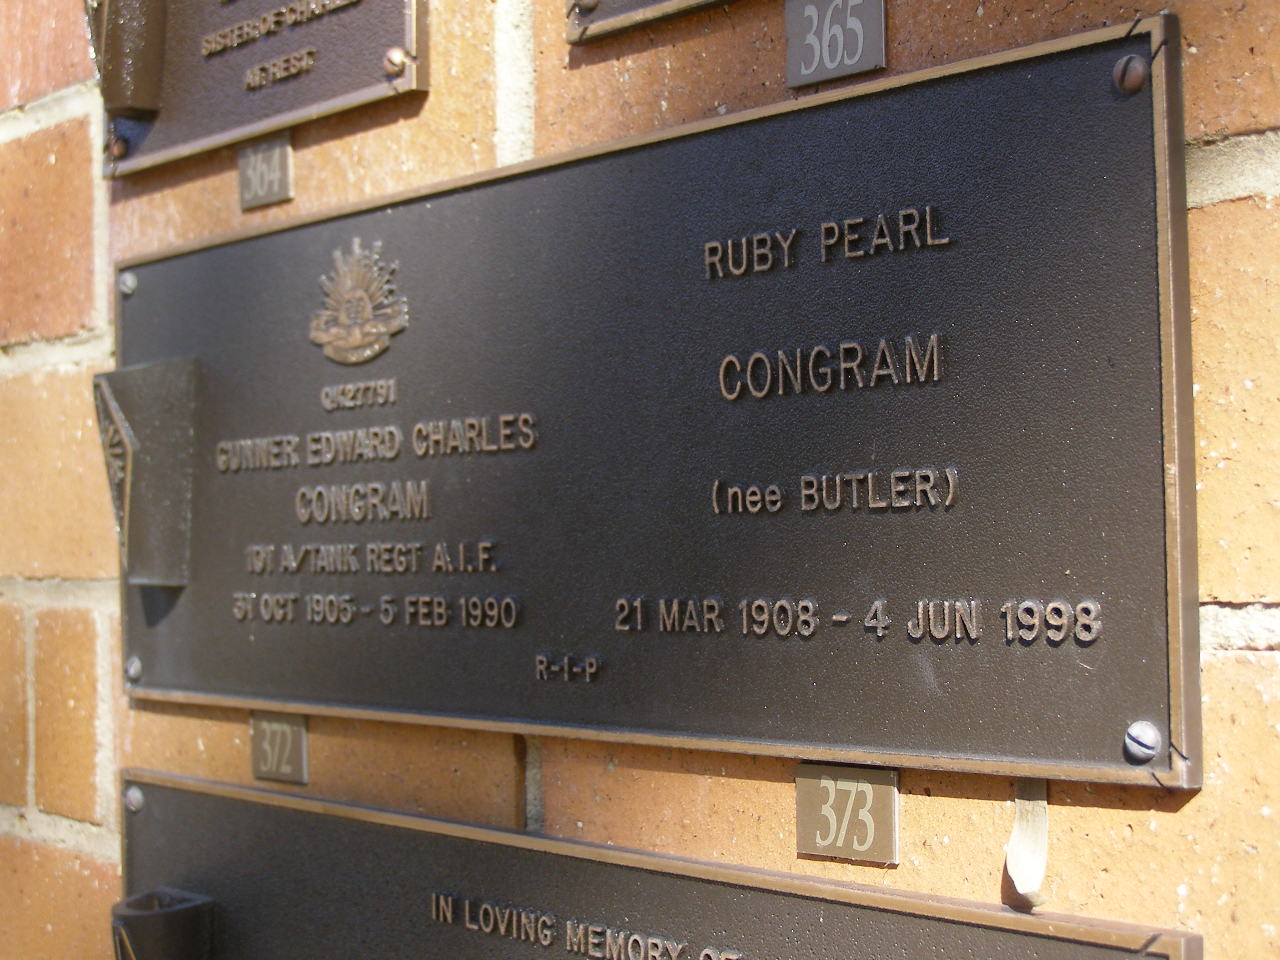 SISTER OF CHARLES
AT REST
364
365
QX27791
GUNNER EDWARD CHARLES
CONGRAM
A/TANK REGT A.I.F.
31 OCT 1905 - 5 FEB 1990
RUBY PEARL
CONGRAM
(nee BUTLER)
21 MAR 1908 - 4 JUN 1998
R-I-P
372
373
IN LOVING MEMORY OF